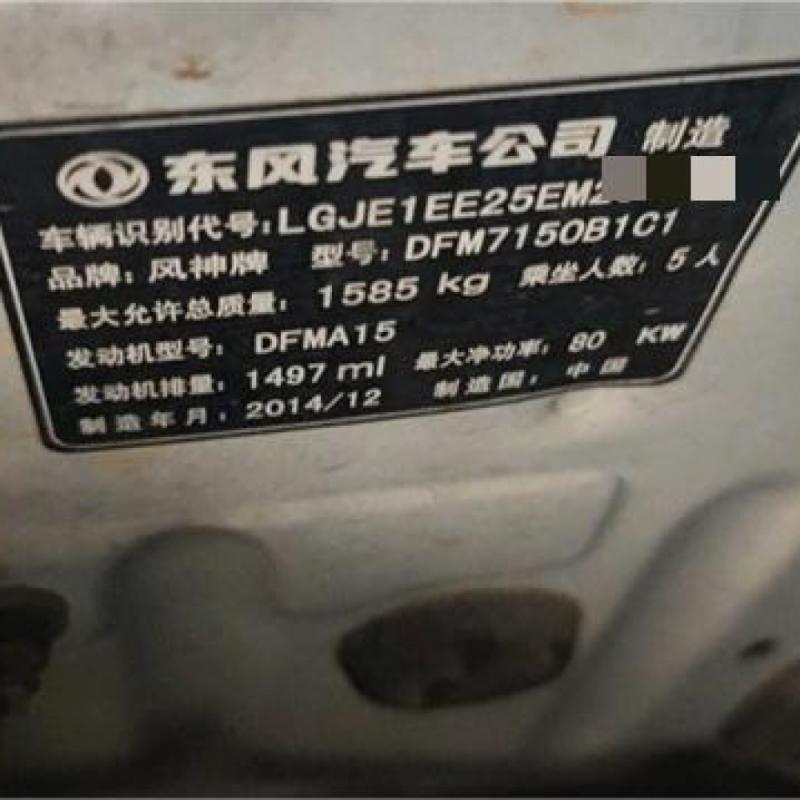 东风汽车公司 制造
车辆识别代号:LGJE1EE25EM2
品牌:风神牌 型号:DFM7150B1C1
最大允许总质量: 1585 kg 乘坐人数: 5 人
发动机型号: DFMA15
发动机排量: 1497 ml 最大净功率: 80 KW
制造年月: 2014/12 制造国: 中国